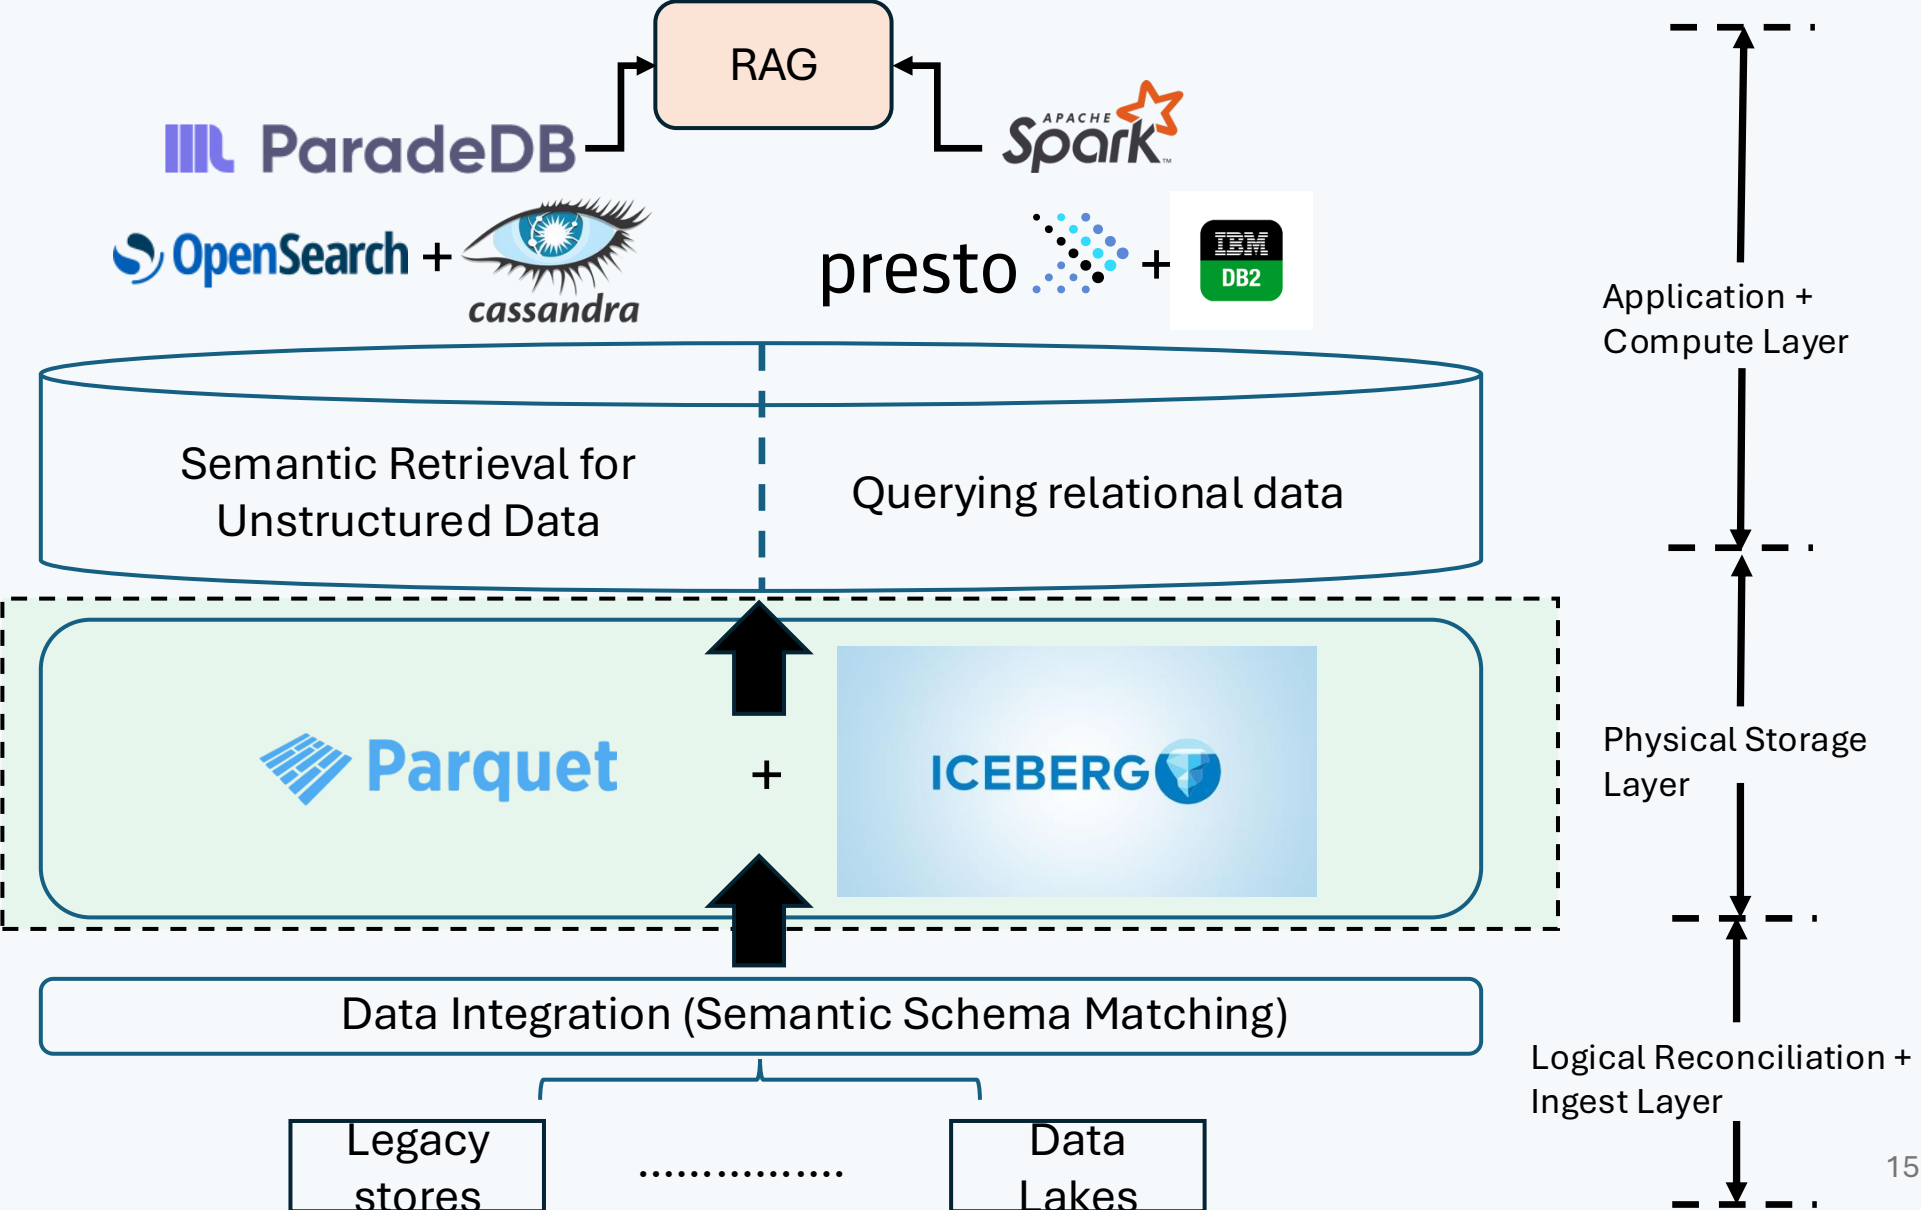 RAG
ParadeDB
APACHE
Spark
TM
OpenSearch
+
cassandra
presto
+
IBM
DB2
Application +
Compute Layer
Semantic Retrieval for
Unstructured Data
Querying relational data
Parquet
+
ICEBERG
Physical Storage
Layer
Data Integration (Semantic Schema Matching)
Logical Reconciliation +
Ingest Layer
Legacy
stores
................
Data
Lakes
15